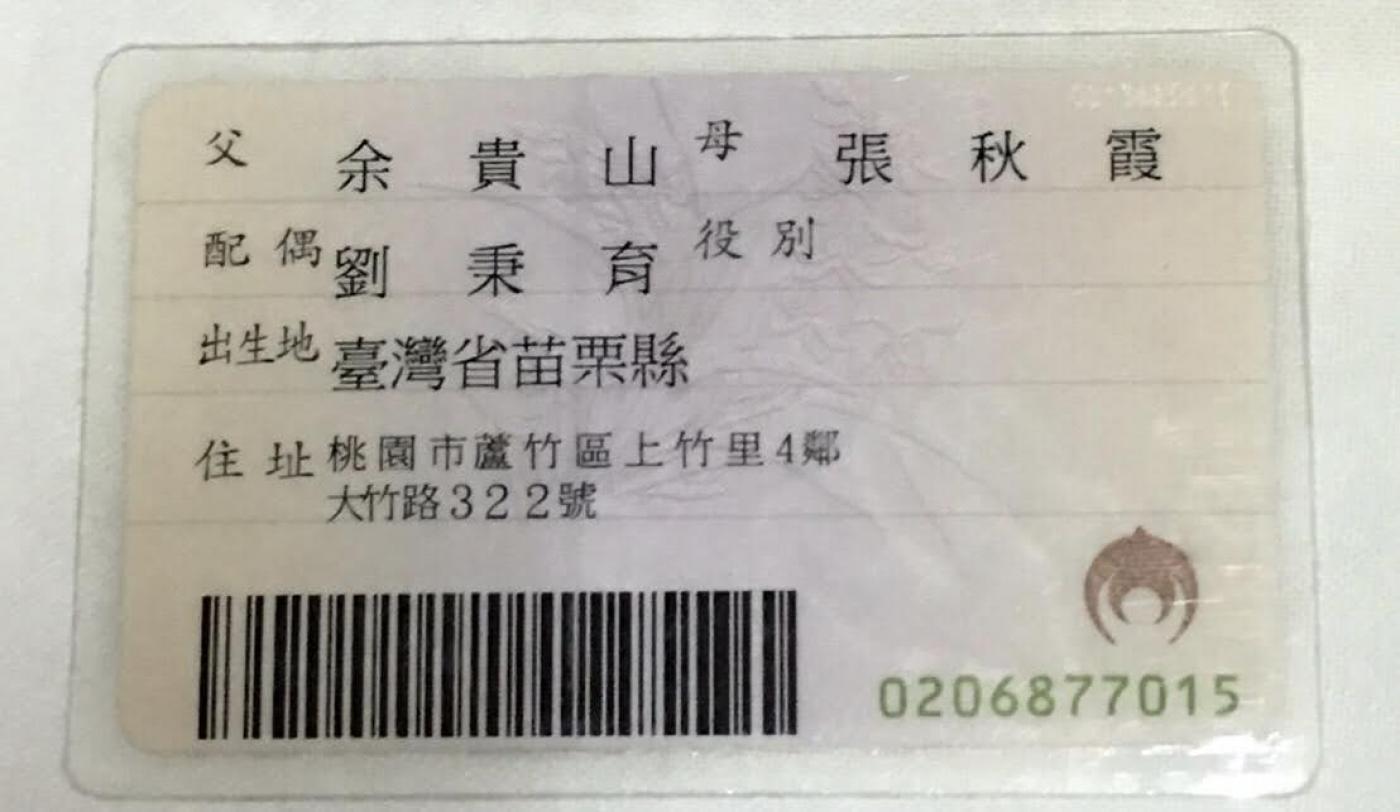 父 余貴山 母 張秋霞
配偶 劉秉育 役別
出生地 臺灣省苗栗縣
住址 桃園市蘆竹區上竹里4鄰
大竹路322號
0206877015